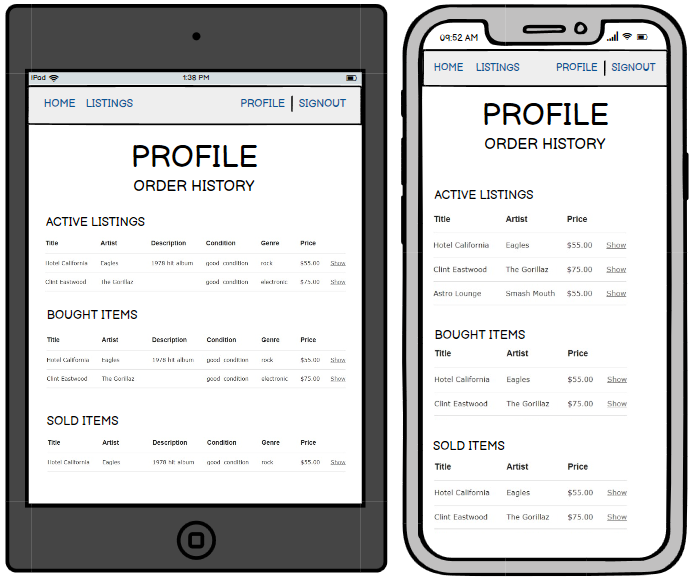 iPod 1:38 PM
HOME LISTINGS PROFILE | SIGNOUT
PROFILE
ORDER HISTORY
ACTIVE LISTINGS
Title Artist Description Condition Genre Price
Hotel California Eagles 1978 hit album good condition rock $55.00 Show
Clint Eastwood The Gorillaz good condition electronic $75.00 Show
BOUGHT ITEMS
Title Artist Description Condition Genre Price
Hotel California Eagles 1978 hit album good condition rock $55.00 Show
Clint Eastwood The Gorillaz good condition electronic $75.00 Show
SOLD ITEMS
Title Artist Description Condition Genre Price
Hotel California Eagles 1978 hit album good condition rock $55.00 Show
09:52 AM
HOME LISTINGS PROFILE | SIGNOUT
PROFILE
ORDER HISTORY
ACTIVE LISTINGS
Title Artist Price
Hotel California Eagles $55.00 Show
Clint Eastwood The Gorillaz $75.00 Show
Astro Lounge Smash Mouth $55.00 Show
BOUGHT ITEMS
Title Artist Price
Hotel California Eagles $55.00 Show
Clint Eastwood The Gorillaz $75.00 Show
SOLD ITEMS
Title Artist Price
Hotel California Eagles $55.00 Show
Clint Eastwood The Gorillaz $75.00 Show